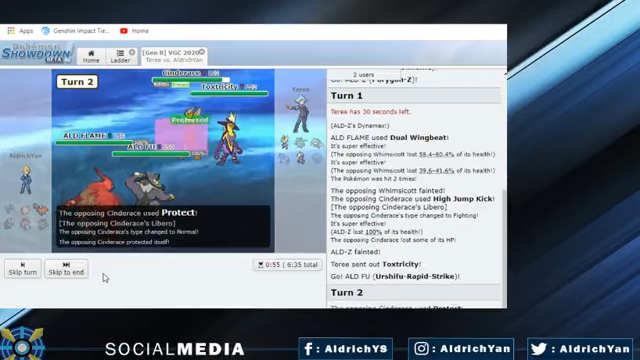 Apps
Genshin Impact Tie...
Home
SHOWDOWN
BETA
Home
Ladder
[Gen 8] VGC 2020
Teree vs. AldrichYan
Turn 2
Cinderace
Toxtricity
Protected
ALD FLAME
ALD FU
AldrichYan
Teree
The opposing Cinderace used Protect!
[The opposing Cinderace's Libero]
The opposing Cinderace's type changed to Normal!
The opposing Cinderace protected itself!
Skip turn
Skip to end
0:55 | 6:35 total
2 users
Turn 1
Teree has 30 seconds left.
(ALD-Z's Dynamax!)
ALD FLAME used Dual Wingbeat!
It's super effective!
(The opposing Whimsicott lost 58.4–60.4% of its health!)
It's super effective!
(The opposing Whimsicott lost 39.6–41.6% of its health!)
The Pokémon was hit 2 times!
The opposing Whimsicott fainted!
The opposing Cinderace used High Jump Kick!
[The opposing Cinderace's Libero]
The opposing Cinderace's type changed to Fighting!
It's super effective!
(ALD-Z lost 100% of its health!)
The opposing Cinderace lost some of its HP!
ALD-Z fainted!
Teree sent out Toxtricity!
Go! ALD FU (Urshifu-Rapid-Strike)!
Turn 2
The opposing Cinderace used Protect!
SOCIALMEDIA
: AldrichYS
: AldrichYan
: AldrichYan